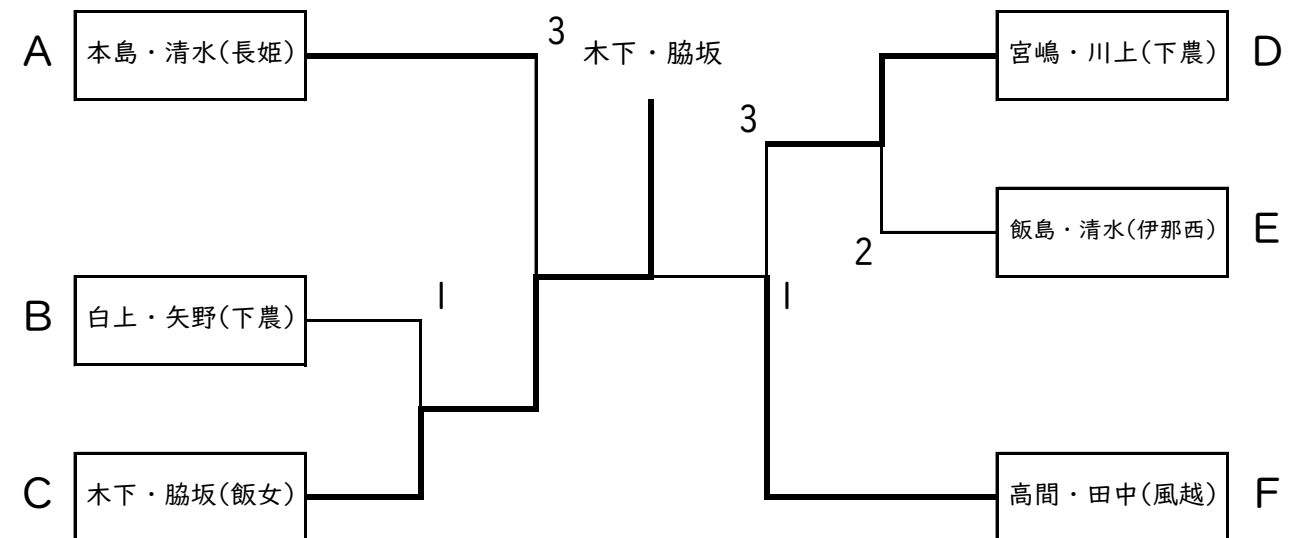 A
本島・清水(長姫)
3
木下・脇坂
宮嶋・川上(下農)
D
3
飯島・清水(伊那西)
E
2
B
白上・矢野(下農)
1
1
C
木下・脇坂(飯女)
高間・田中(風越)
F